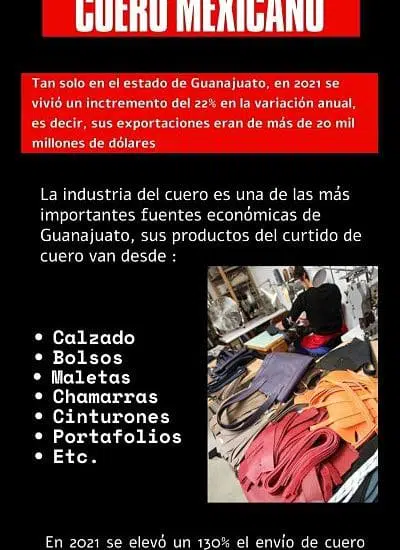 CUERO MEXICANO
Tan solo en el estado de Guanajuato, en 2021 se
vivió un inctremento del 22% en la variación anual,
es decir, sus exportaciones eran de más de 20 mil
millones de dólares
La industria del cuero es una de las más
importantes fuentes económicas de
Guanajuato, sus productos del curtido de
cuero van desde :
• Calzado
• Bolsos
• Maletas
• Chamarras
• Cinturones
• Portafolios
• Etc.
En 2021 se elevó un 130% el envío de cuero